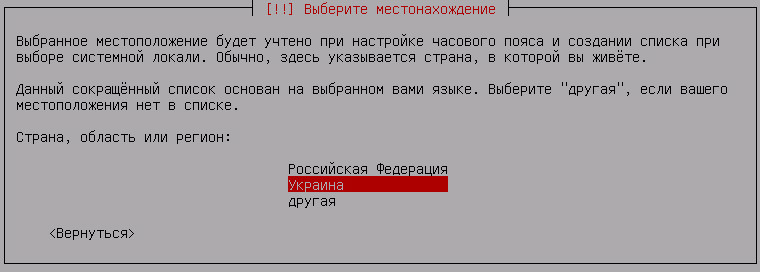 [!!] Выберите местонахождение
Выбранное местоположение будет учтено при настройке часового пояса и создании списка при
выборе системной локали. Обычно, здесь указывается страна, в которой вы живёте.
Данный сокращённый список основан на выбранном вами языке. Выберите "другая", если вашего
местоположения нет в списке.
Страна, область или регион:
Российская Федерация
Украина
другая
<Вернуться>